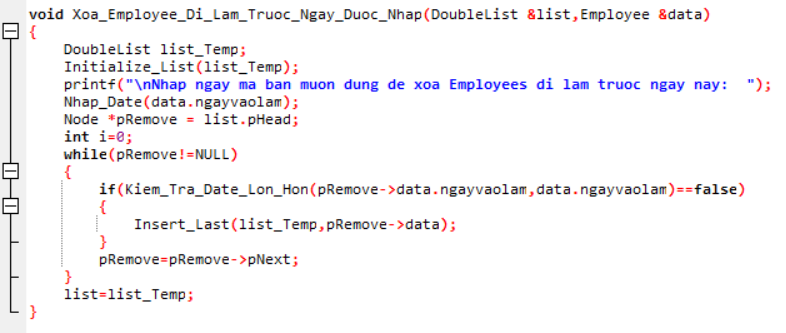 void Xoa_Employee_Di_Lam_Truoc_Ngay_Duoc_Nhap(DoubleList &list,Employee &data)
{
    DoubleList list_Temp;
    Initialize_List(list_Temp);
    printf("\nNhap ngay ma ban muon dung de xoa Employees di lam truoc ngay nay:  ");
    Nhap_Date(data.ngayvaolam);
    Node *pRemove = list.pHead;
    int i=0;
    while(pRemove!=NULL)
    {
        if(Kiem_Tra_Date_Lon_Hon(pRemove->data.ngayvaolam,data.ngayvaolam)==false)
        {
            Insert_Last(list_Temp,pRemove->data);
        }
        pRemove=pRemove->pNext;
    }
    list=list_Temp;
}